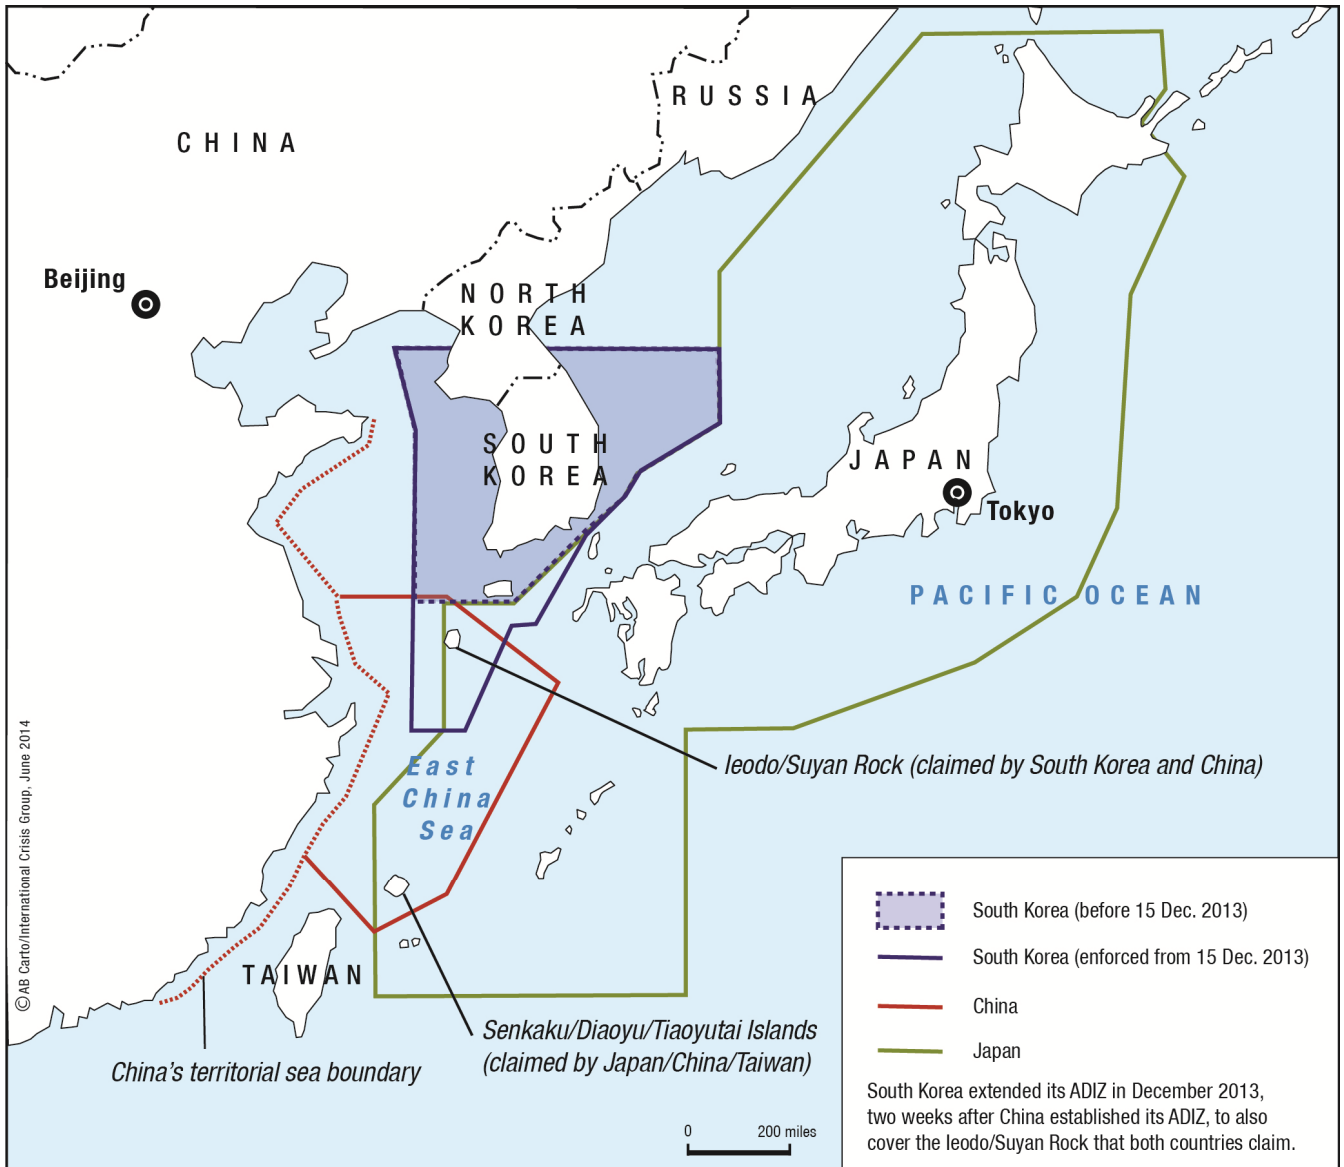 RUSSIA
CHINA
Beijing
NORTH
KOREA
SOUTH
KOREA
JAPAN
Tokyo
PACIFIC OCEAN
Ieodo/Suyan Rock (claimed by South Korea and China)
East
China
Sea
TAIWAN
Senkaku/Diaoyu/Tiaoyutai Islands
(claimed by Japan/China/Taiwan)
China's territorial sea boundary
0 200 miles
South Korea (before 15 Dec. 2013)
South Korea (enforced from 15 Dec. 2013)
China
Japan
South Korea extended its ADIZ in December 2013,
two weeks after China established its ADIZ, to also
cover the Ieodo/Suyan Rock that both countries claim.
©AB Carto/International Crisis Group, June 2014